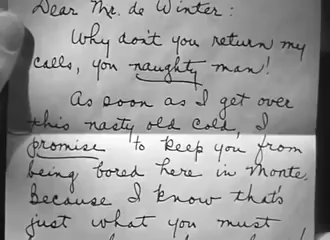 Dear Mr. de Winter:
Why don't you return my
calls, you naughty man!
As soon as I get over
this nasty old cold, I
promise to keep you from
being bored here in Monte.
Because I know that's
just what you must